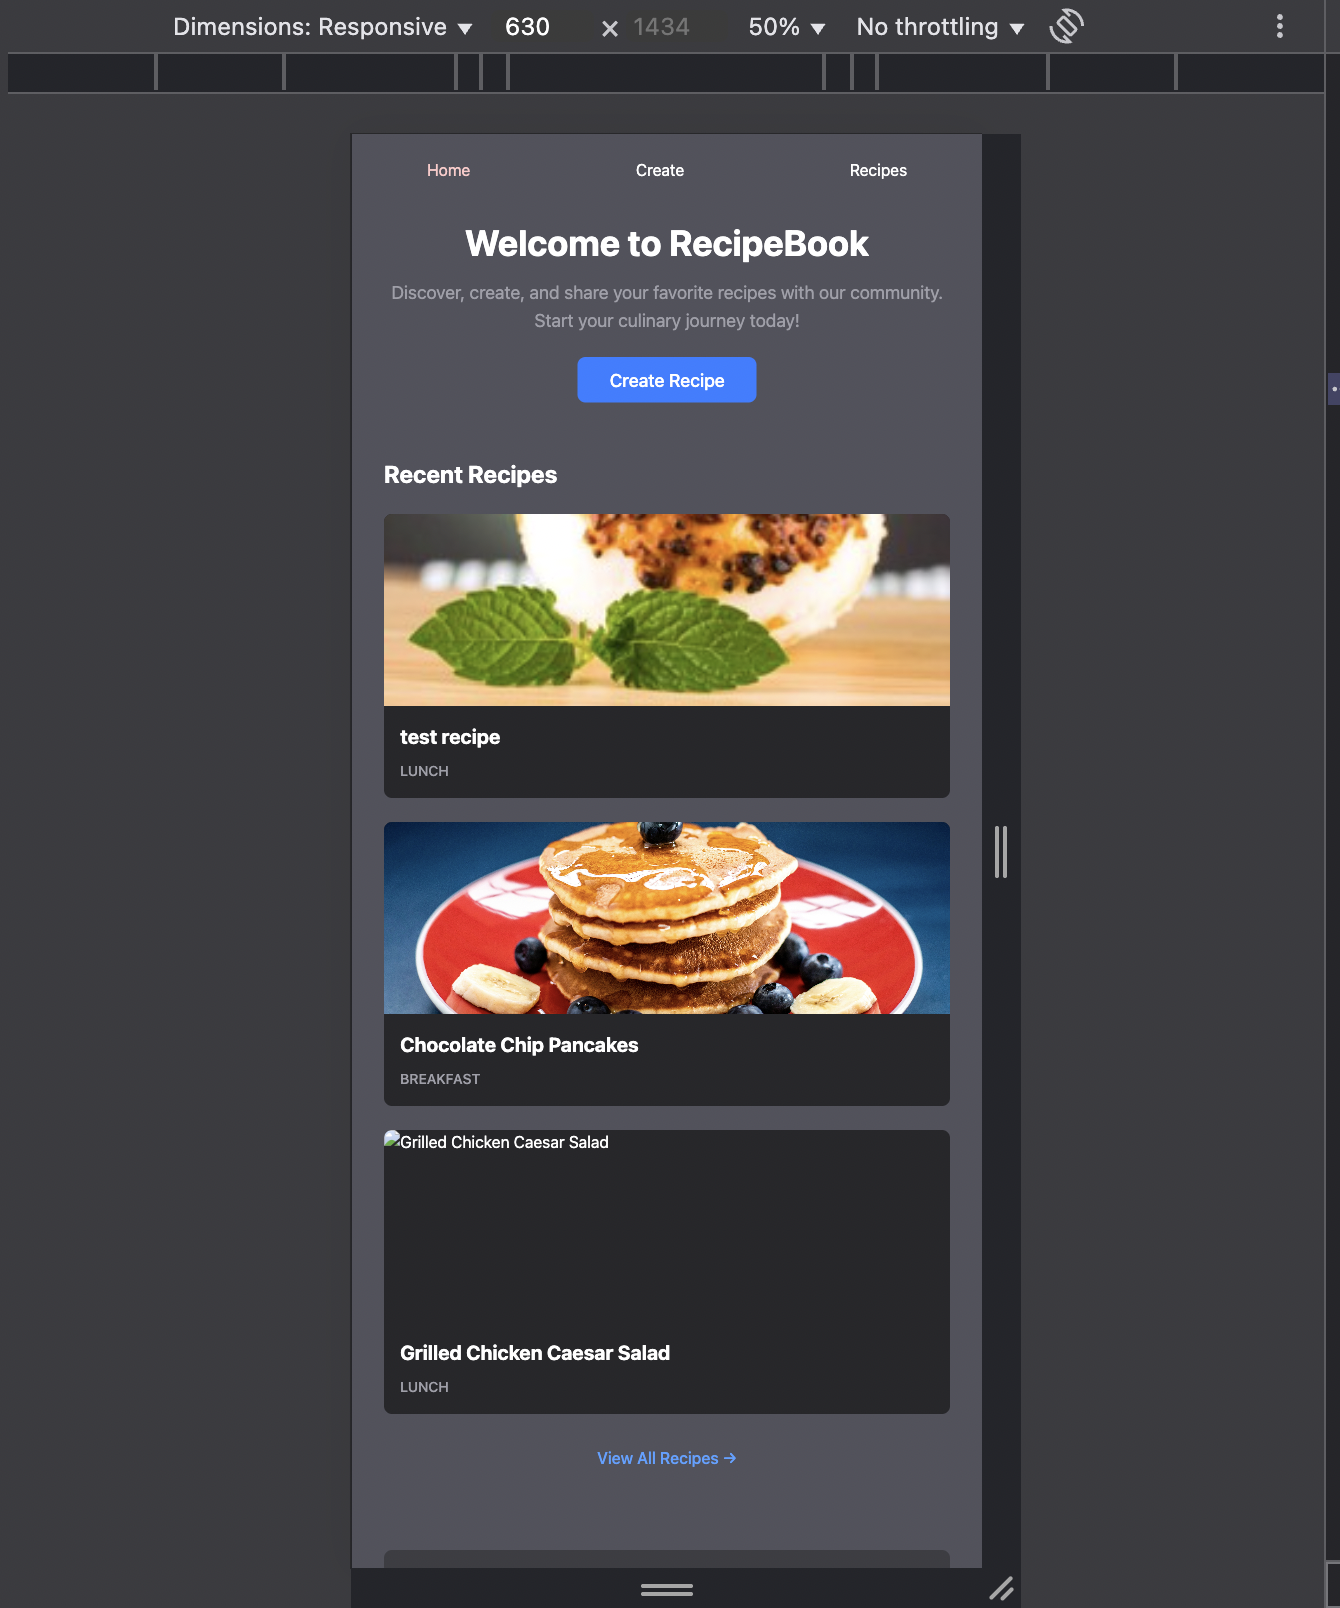 Dimensions: Responsive ▼ 630 × 1434 50% ▼ No throttling ▼
Home Create Recipes
Welcome to RecipeBook
Discover, create, and share your favorite recipes with our community.
Start your culinary journey today!
Create Recipe
Recent Recipes
test recipe
LUNCH
Chocolate Chip Pancakes
BREAKFAST
Grilled Chicken Caesar Salad
Grilled Chicken Caesar Salad
LUNCH
View All Recipes →